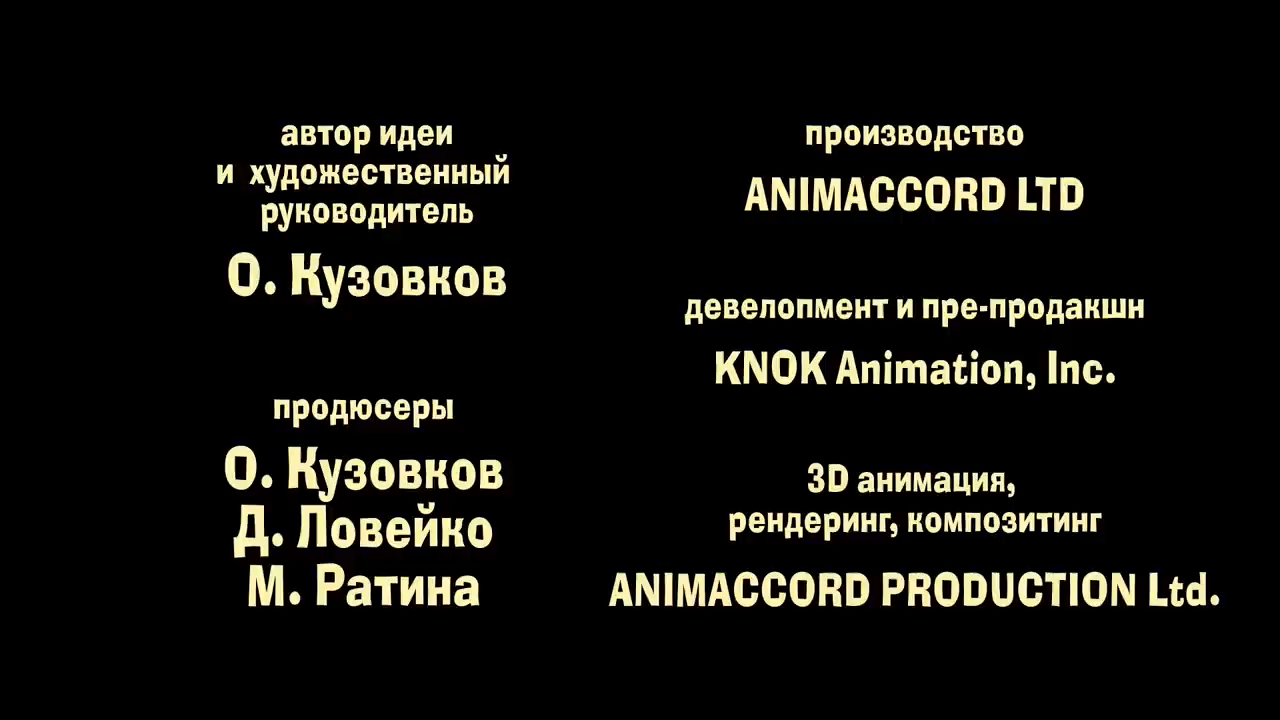 автор идеи
и художественный
руководитель
О. Кузовков
продюсеры
О. Кузовков
Д. Ловейко
М. Ратина
производство
ANIMACCORD LTD
девелопмент и пре-продакшн
KNOK Animation, Inc.
3D анимация,
рендеринг, композитинг
ANIMACCORD PRODUCTION Ltd.